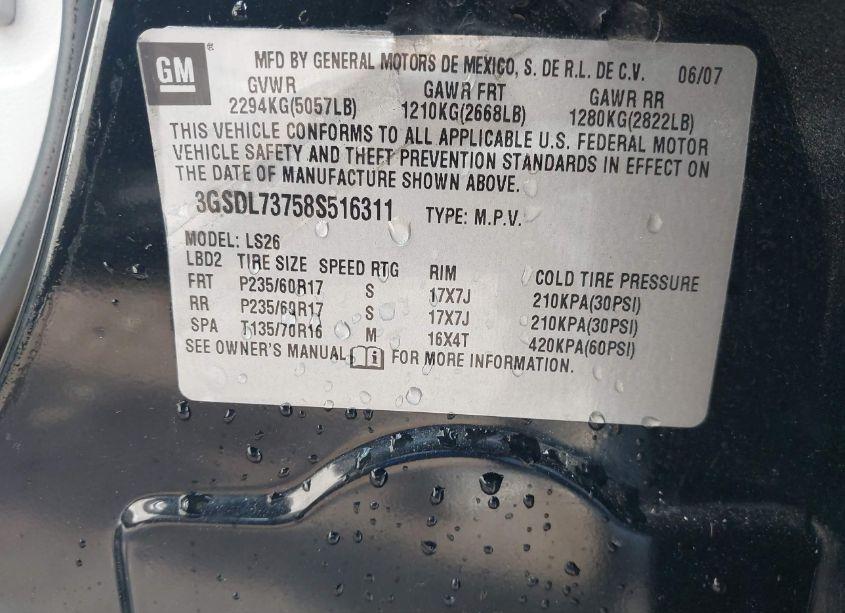 GM ®
MFD BY GENERAL MOTORS DE MEXICO, S. DE R.L. DE C.V. 06/07
GVWR GAWR FRT GAWR RR
2294KG(5057LB) 1210KG(2668LB) 1280KG(2822LB)
THIS VEHICLE CONFORMS TO ALL APPLICABLE U.S. FEDERAL MOTOR
VEHICLE SAFETY AND THEFT PREVENTION STANDARDS IN EFFECT ON
THE DATE OF MANUFACTURE SHOWN ABOVE.
3GSDL73758S516311 TYPE: M.P.V.
MODEL: LS26
LBD2 TIRE SIZE SPEED RTG RIM COLD TIRE PRESSURE
FRT P235/60R17 S 17X7J 210KPA(30PSI)
RR P235/60R17 S 17X7J 210KPA(30PSI)
SPA T135/70R16 M 16X4T 420KPA(60PSI)
SEE OWNER'S MANUAL FOR MORE INFORMATION.